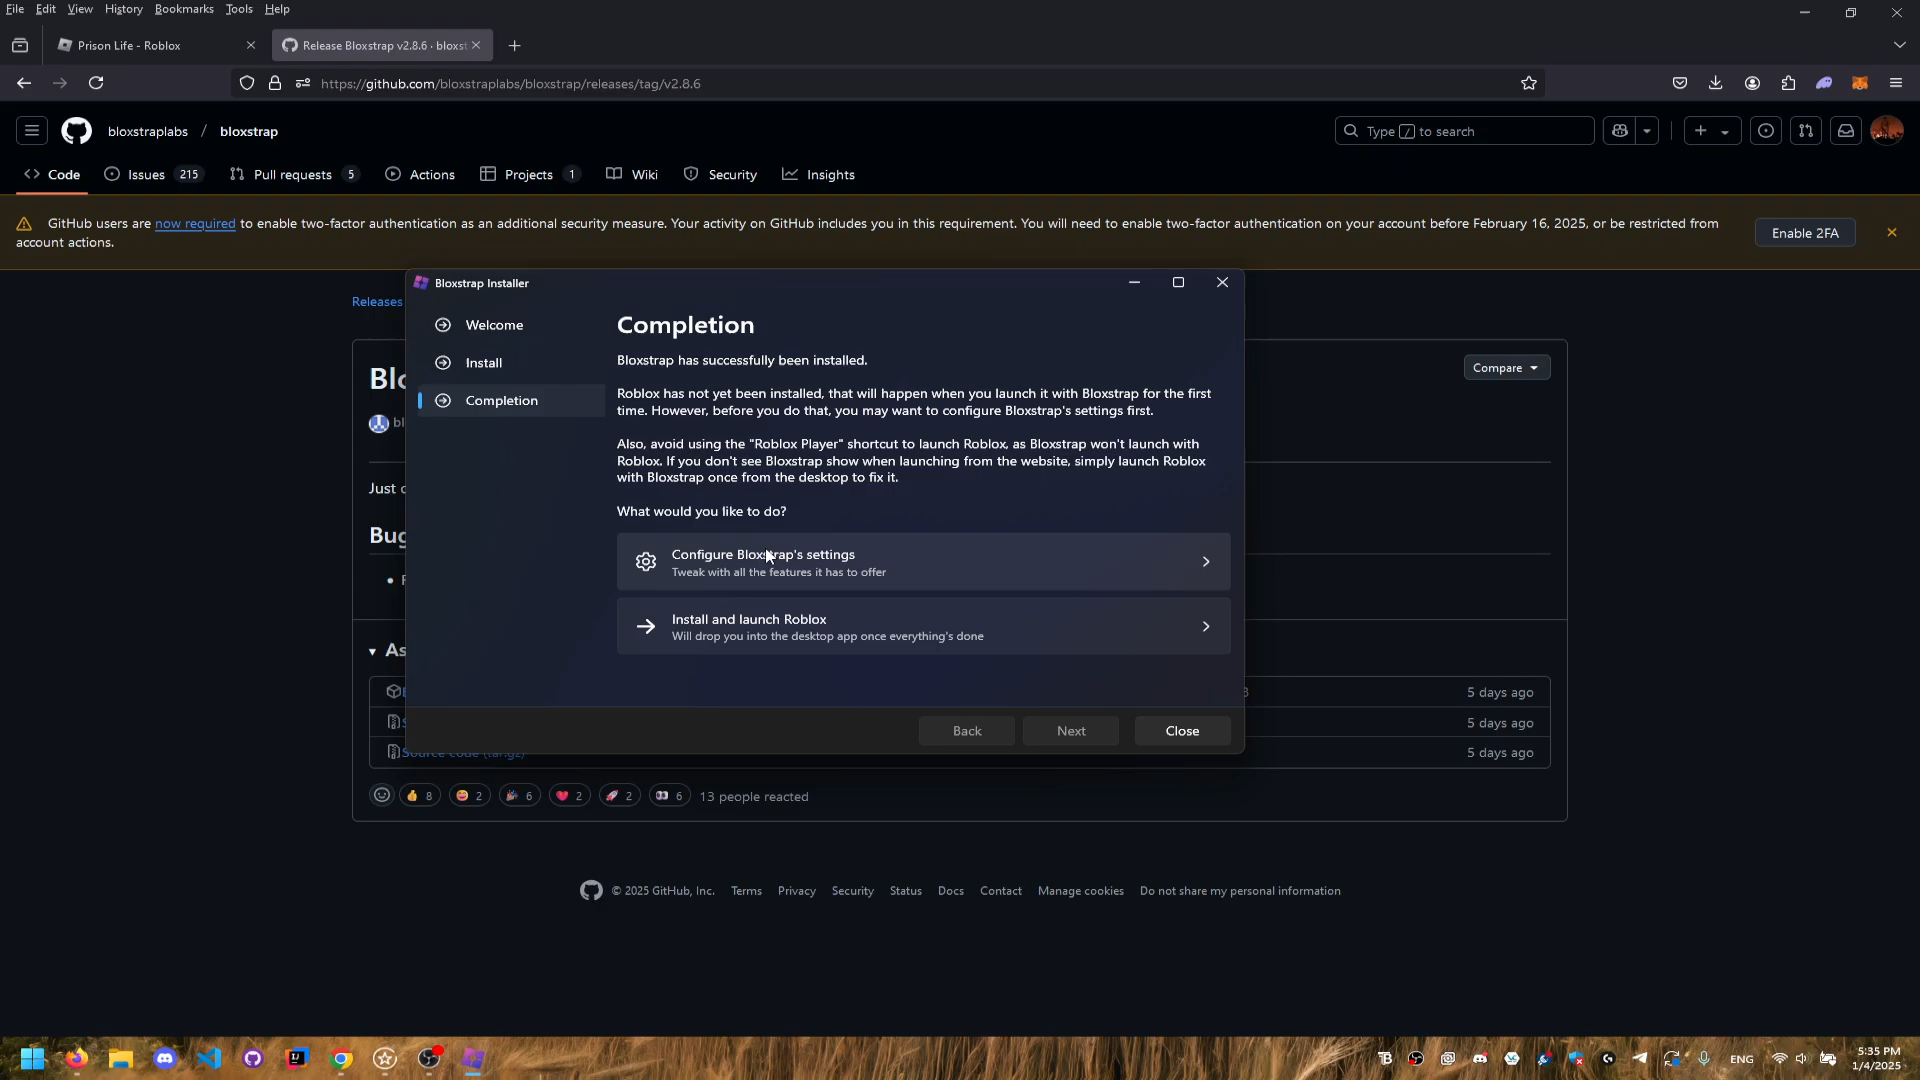 File Edit View History Bookmarks Tools Help
Prison Life - Roblox
Release Bloxstrap v2.8.6 · bloxst
https://github.com/bloxstraplabs/bloxstrap/releases/tag/v2.8.6
bloxstraplabs / bloxstrap
Type / to search
Code
Issues 215
Pull requests 5
Actions
Projects 1
Wiki
Security
Insights
GitHub users are now required to enable two-factor authentication as an additional security measure. Your activity on GitHub includes you in this requirement. You will need to enable two-factor authentication on your account before February 16, 2025, or be restricted from
account actions.
Enable 2FA
Releases
Compare
Bloxstrap Installer
Welcome
Install
Completion
Completion
Bloxstrap has successfully been installed.
Roblox has not yet been installed, that will happen when you launch it with Bloxstrap for the first
time. However, before you do that, you may want to configure Bloxstrap's settings first.
Also, avoid using the "Roblox Player" shortcut to launch Roblox, as Bloxstrap won't launch with
Roblox. If you don't see Bloxstrap show when launching from the website, simply launch Roblox
with Bloxstrap once from the desktop to fix it.
What would you like to do?
Configure Bloxstrap's settings
Tweak with all the features it has to offer
Install and launch Roblox
Will drop you into the desktop app once everything's done
Back
Next
Close
Just
5 days ago
5 days ago
Source code (tar.gz)
5 days ago
8
2
6
2
2
6
13 people reacted
© 2025 GitHub, Inc. Terms Privacy Security Status Docs Contact Manage cookies Do not share my personal information
ENG
5:35 PM
1/4/2025